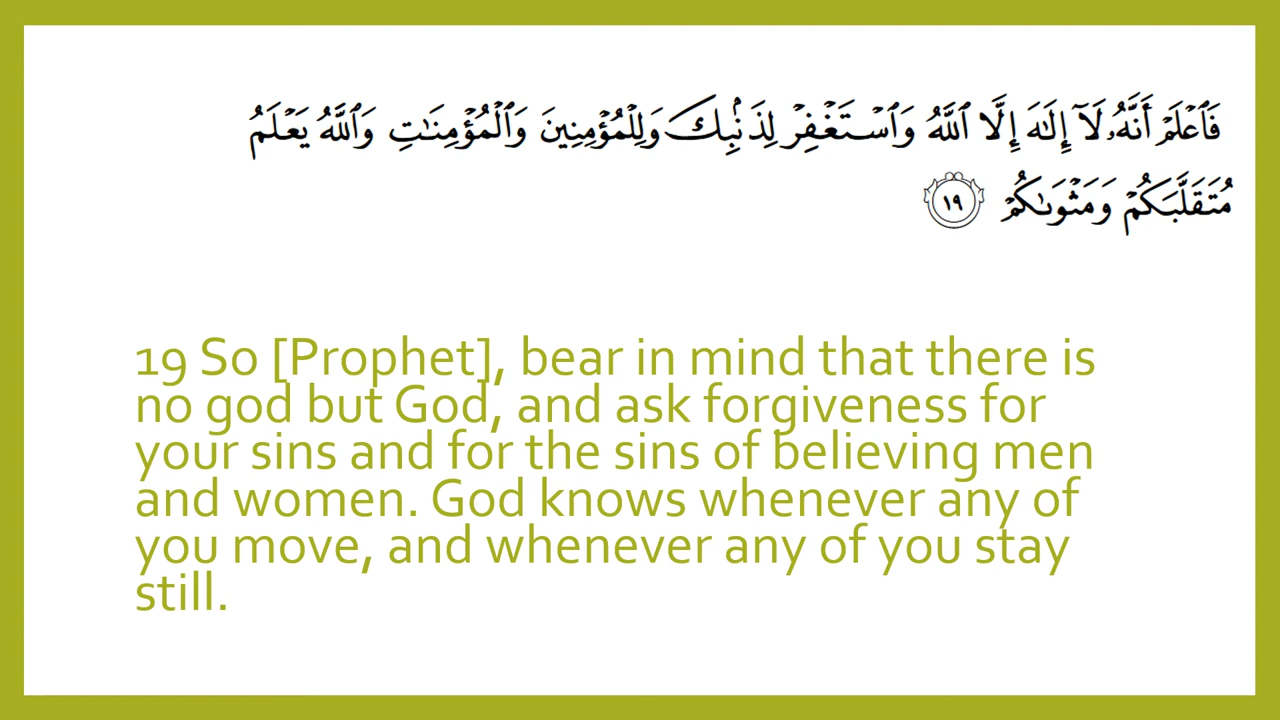 فَٱعۡلَمۡ أَنَّهُۥ لَآ إِلَٰهَ إِلَّا ٱللَّهُ وَٱسۡتَغۡفِرۡ لِذَنۢبِكَ وَلِلۡمُؤۡمِنِينَ وَٱلۡمُؤۡمِنَٰتِۗ وَٱللَّهُ يَعۡلَمُ
مُتَقَلَّبَكُمۡ وَمَثۡوَىٰكُمۡ ١٩
19 So [Prophet], bear in mind that there is
no god but God, and ask forgiveness for
your sins and for the sins of believing men
and women. God knows whenever any of
you move, and whenever any of you stay
still.